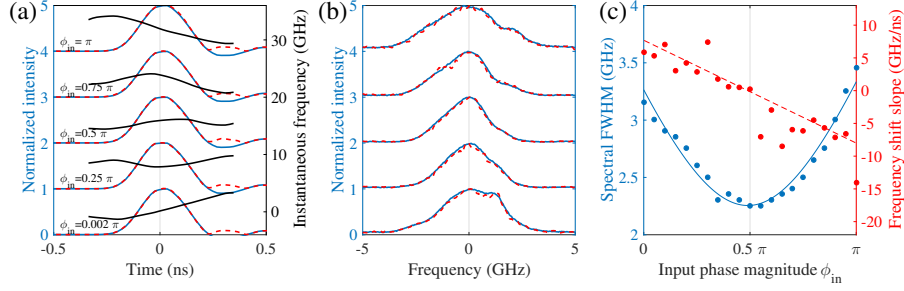 (a)
Normalized intensity
5
4
3
2
1
0
ϕin = π
ϕin=0.75 π
ϕin=0.5 π
ϕin=0.25 π
ϕin=0.002 π
30
20
10
0
Instantaneous frequency (GHz)
-0.5
0
0.5
Time (ns)
(b)
Normalized intensity
5
4
3
2
1
0
-5
0
5
Frequency (GHz)
(c)
Spectral FWHM (GHz)
4
3.5
3
2.5
2
10
5
0
-5
-10
-15
-20
Frequency shift slope (GHz/ns)
0
0.5 π
π
Input phase magnitude ϕin